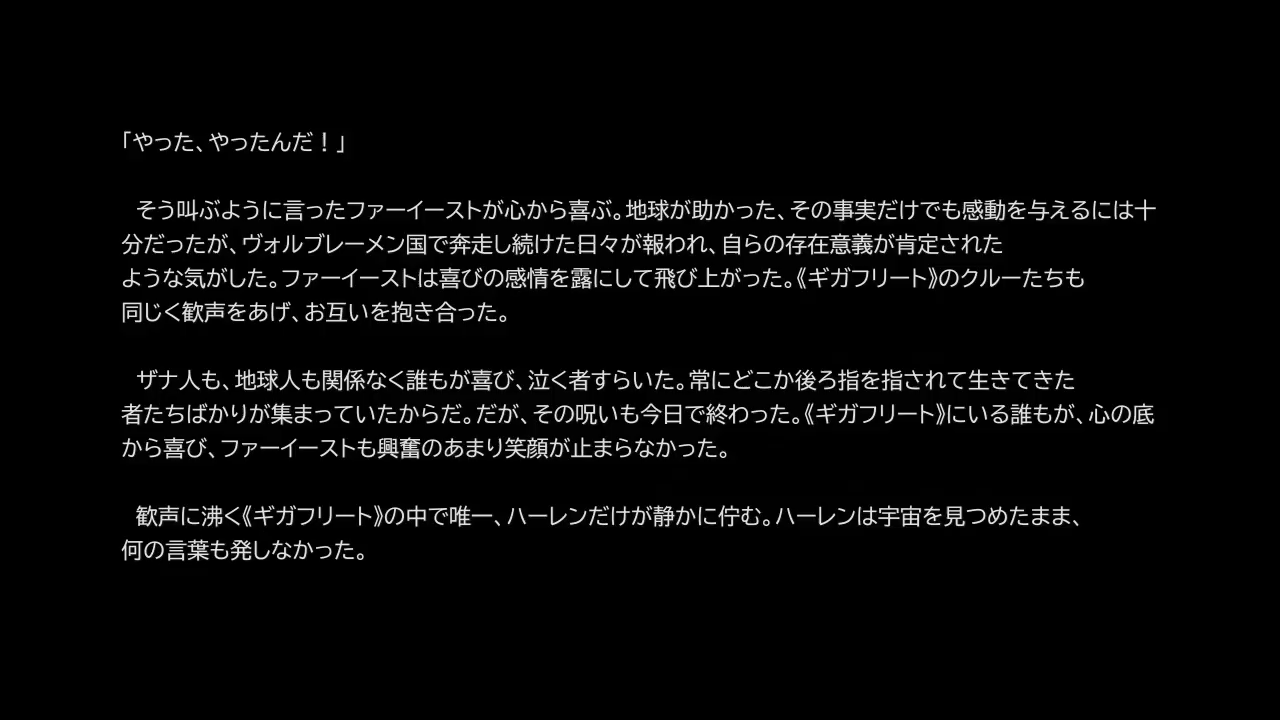 「やった、やったんだ！」
そう叫ぶように言ったファーイーストが心から喜ぶ。地球が助かった、その事実だけでも感動を与えるには十
分だったが、ヴォルブレーメン国で奔走し続けた日々が報われ、自らの存在意義が肯定された
ような気がした。ファーイーストは喜びの感情を露にして飛び上がった。《ギガフリート》のクルーたちも
同じく歓声をあげ、お互いを抱き合った。
ザナ人も、地球人も関係なく誰もが喜び、泣く者すらいた。常にどこか後ろ指を指されて生きてきた
者たちばかりが集まっていたからだ。だが、その呪いも今日で終わった。《ギガフリート》にいる誰もが、心の底
から喜び、ファーイーストも興奮のあまり笑顔が止まらなかった。
歓声に沸く《ギガフリート》の中で唯一、ハーレンだけが静かに佇む。ハーレンは宇宙を見つめたまま、
何の言葉も発しなかった。